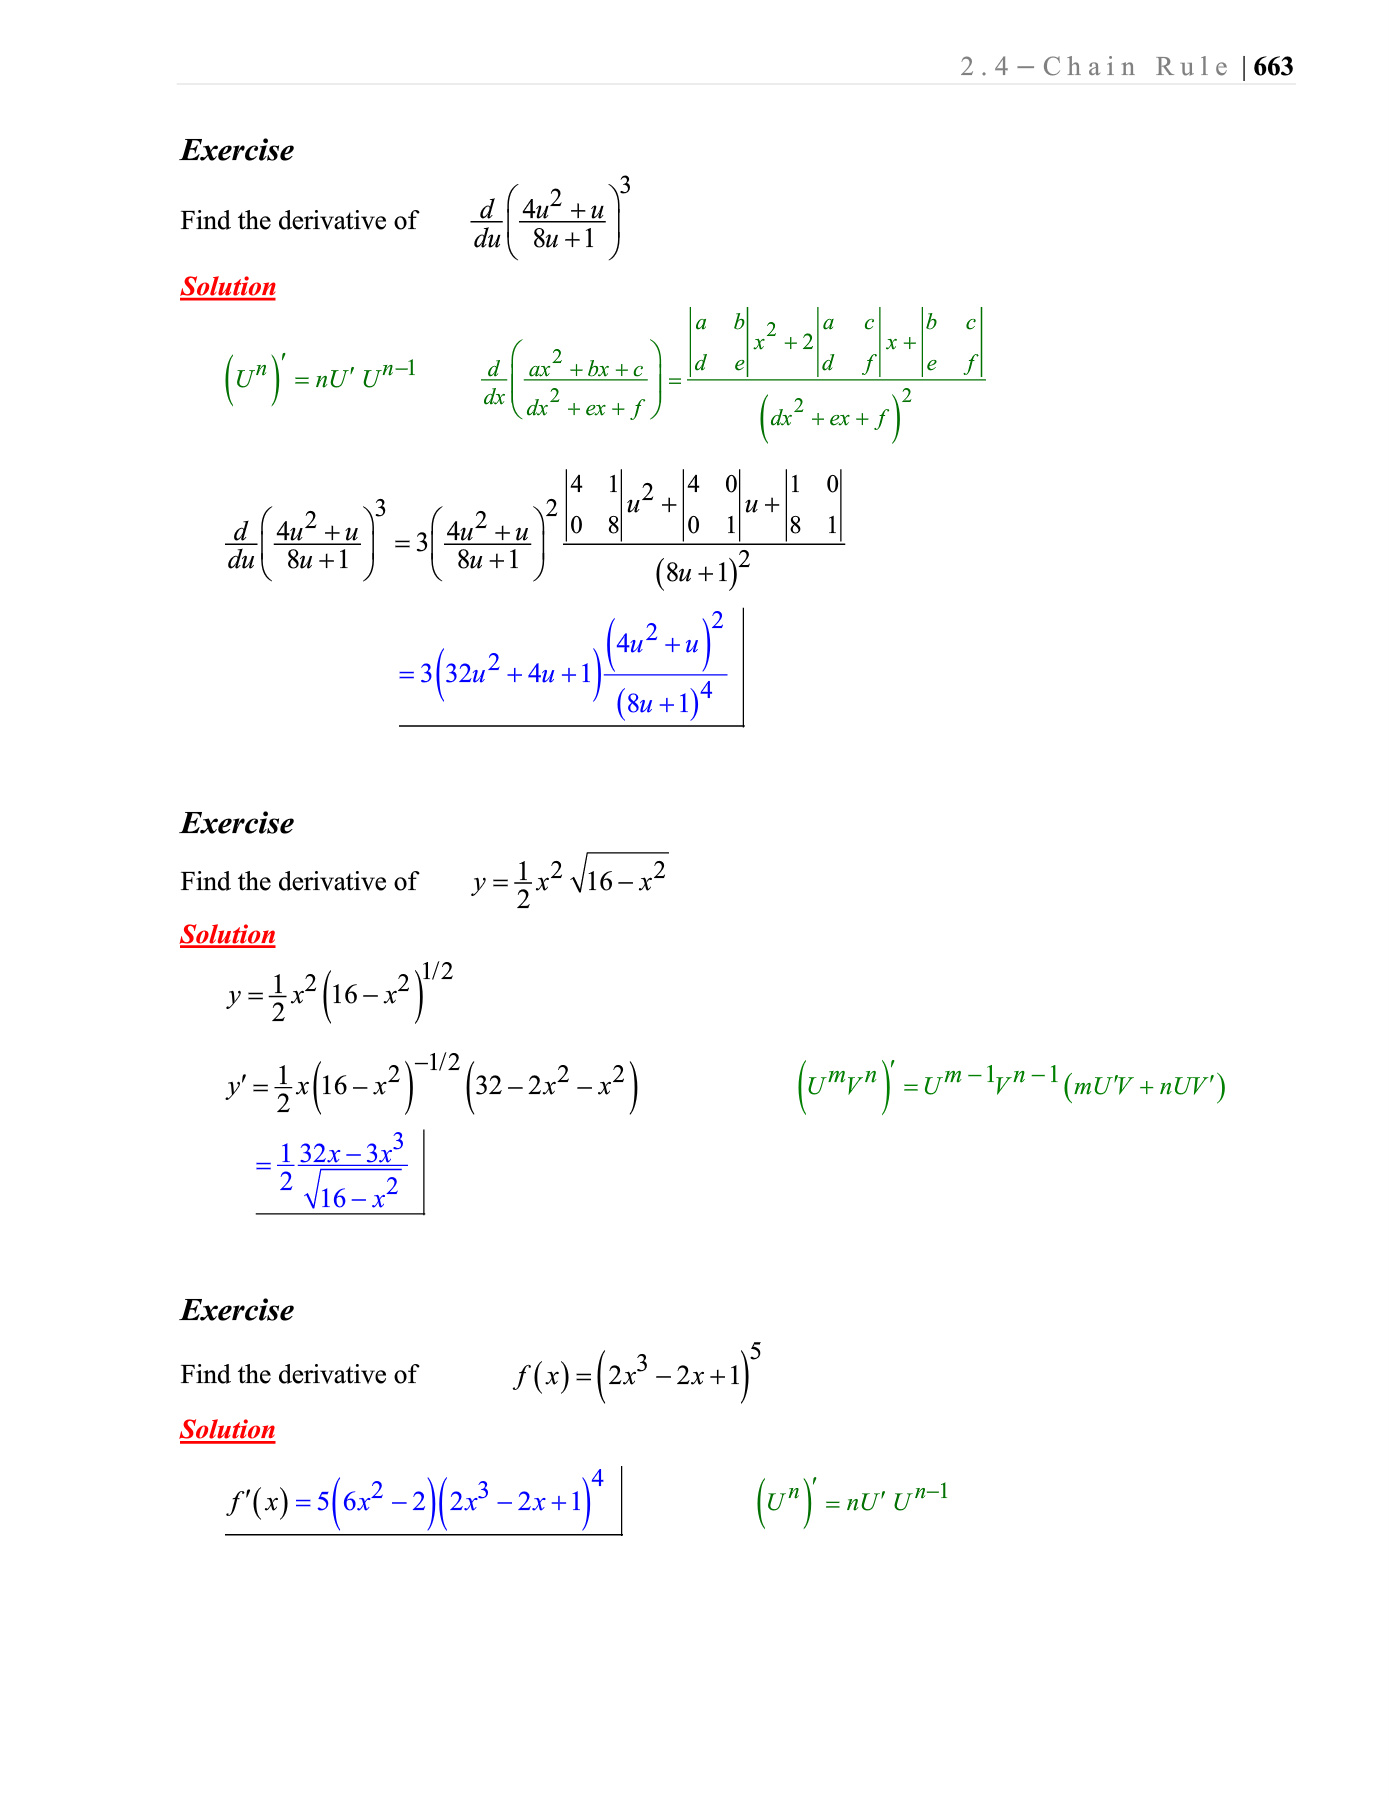 2.4 – Chain Rule | 663
Exercise
Find the derivative of $\frac{d}{du}\left(\frac{4u^2+u}{8u+1}\right)^3$
Solution
$\left(U^n\right)' = nU'\,U^{n-1}$ $\frac{d}{dx}\left(\frac{ax^2+bx+c}{dx^2+ex+f}\right) = \frac{\begin{vmatrix} a & b \\ d & e \end{vmatrix}x^2+2\begin{vmatrix} a & c \\ d & f \end{vmatrix}x+\begin{vmatrix} b & c \\ e & f \end{vmatrix}}{\left(dx^2+ex+f\right)^2}$
$\frac{d}{du}\left(\frac{4u^2+u}{8u+1}\right)^3 = 3\left(\frac{4u^2+u}{8u+1}\right)^2\frac{\begin{vmatrix} 4 & 1 \\ 0 & 8 \end{vmatrix}u^2+\begin{vmatrix} 4 & 0 \\ 0 & 1 \end{vmatrix}u+\begin{vmatrix} 1 & 0 \\ 8 & 1 \end{vmatrix}}{(8u+1)^2}$
$= 3\left(32u^2+4u+1\right)\frac{\left(4u^2+u\right)^2}{(8u+1)^4}$
Exercise
Find the derivative of $y = \frac{1}{2}x^2\sqrt{16-x^2}$
Solution
$y = \frac{1}{2}x^2\left(16-x^2\right)^{1/2}$
$y' = \frac{1}{2}x\left(16-x^2\right)^{-1/2}\left(32-2x^2-x^2\right)$ $\left(U^mV^n\right)' = U^{m-1}V^{n-1}\left(mU'V+nUV'\right)$
$= \frac{1}{2}\frac{32x-3x^3}{\sqrt{16-x^2}}$
Exercise
Find the derivative of $f(x) = \left(2x^3-2x+1\right)^5$
Solution
$f'(x) = 5\left(6x^2-2\right)\left(2x^3-2x+1\right)^4$ $\left(U^n\right)' = nU'\,U^{n-1}$